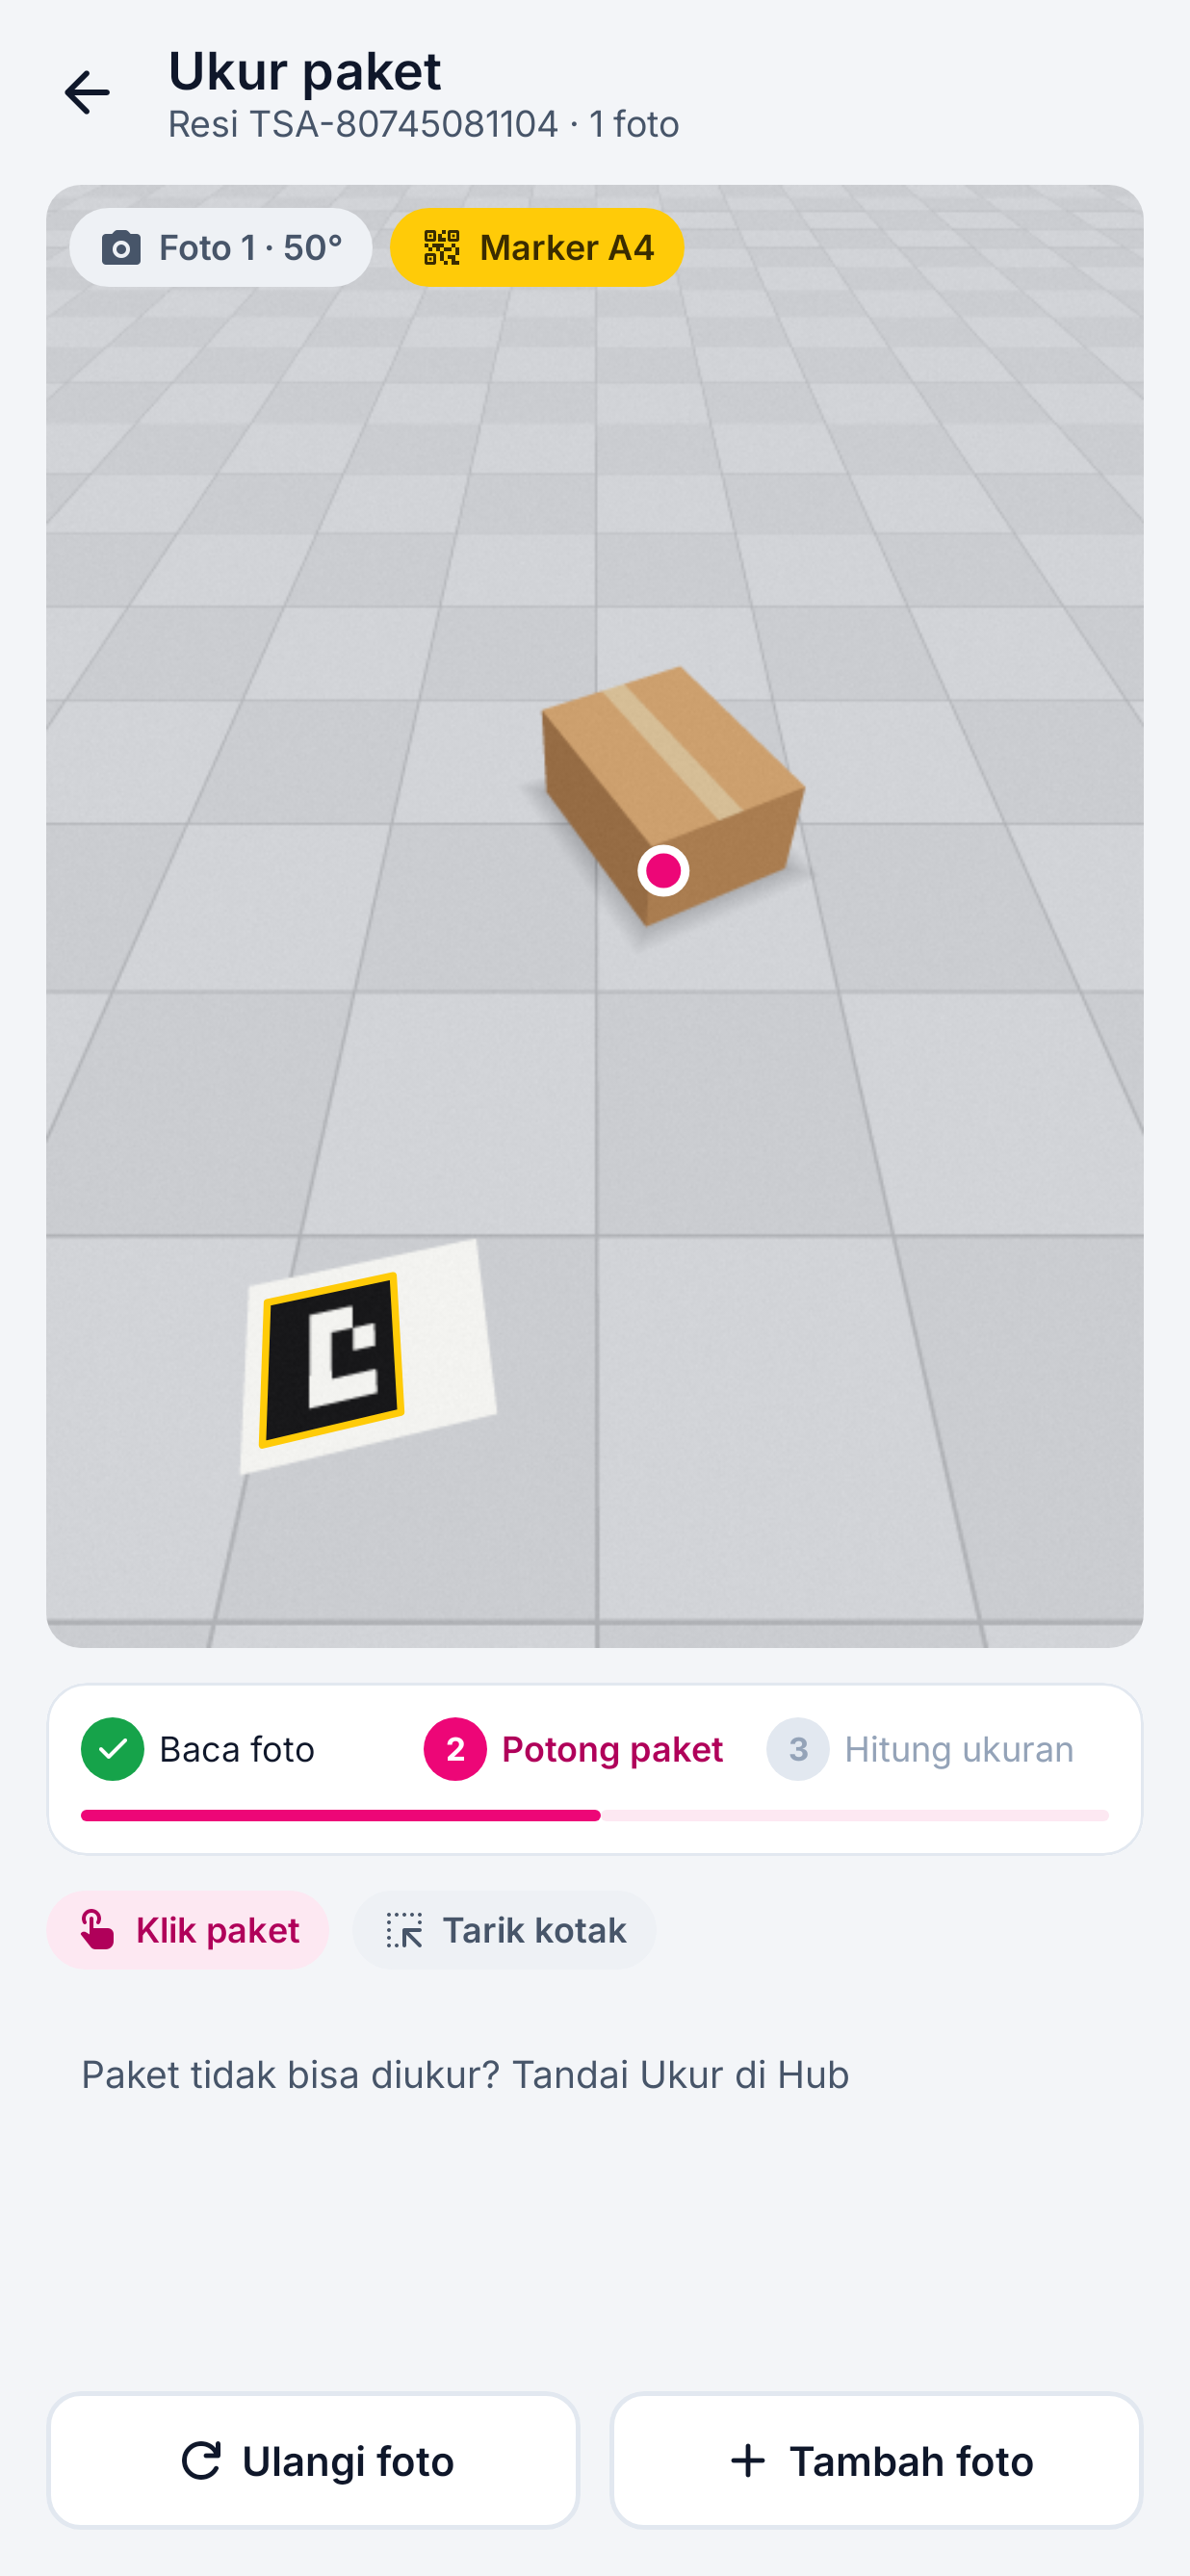 Ukur paket
Resi TSA-80745081104 · 1 foto
Foto 1 · 50°
Marker A4
Baca foto
2 Potong paket
3 Hitung ukuran
Klik paket
Tarik kotak
Paket tidak bisa diukur? Tandai Ukur di Hub
Ulangi foto
Tambah foto